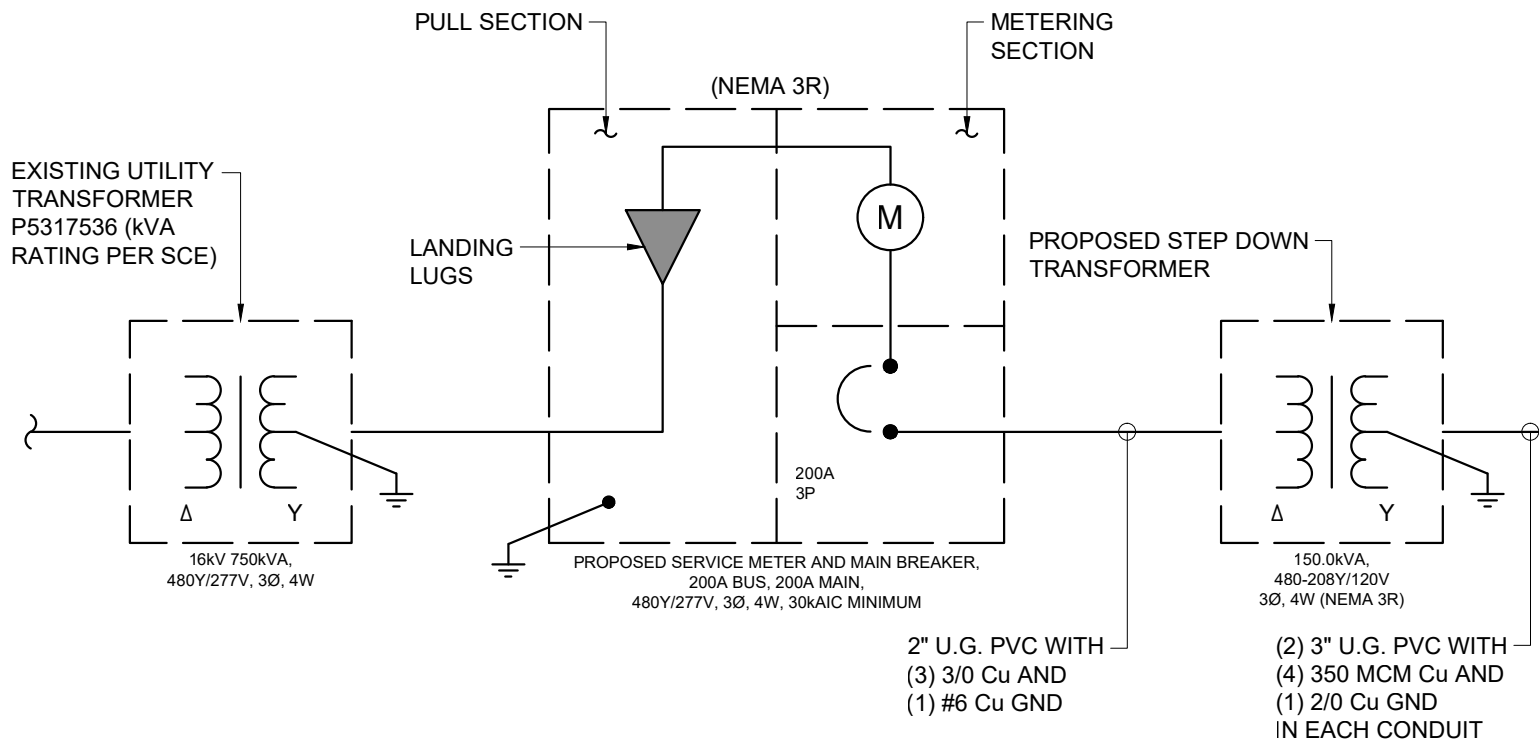 PULL SECTION
METERING
SECTION
(NEMA 3R)
EXISTING UTILITY
TRANSFORMER
P5317536 (kVA
RATING PER SCE)
LANDING
LUGS
M
PROPOSED STEP DOWN
TRANSFORMER
200A
3P
Δ Y
Δ Y
16kV 750kVA,
480Y/277V, 3Ø, 4W
PROPOSED SERVICE METER AND MAIN BREAKER,
200A BUS, 200A MAIN,
480Y/277V, 3Ø, 4W, 30kAIC MINIMUM
150.0kVA,
480-208Y/120V
3Ø, 4W (NEMA 3R)
2" U.G. PVC WITH
(3) 3/0 Cu AND
(1) #6 Cu GND
(2) 3" U.G. PVC WITH
(4) 350 MCM Cu AND
(1) 2/0 Cu GND
IN EACH CONDUIT